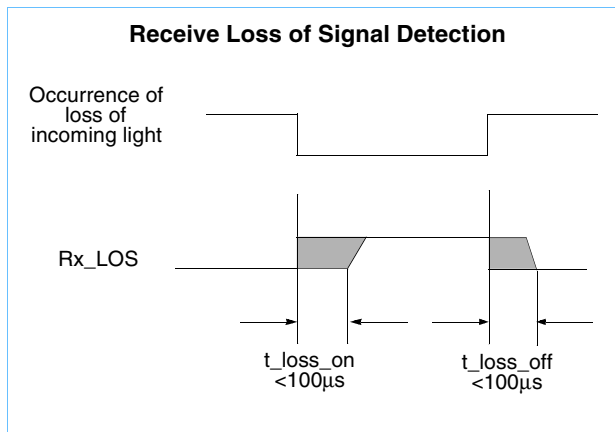 Receive Loss of Signal Detection
Occurrence of
loss of
incoming light
Rx_LOS
t_loss_on
<100μs
t_loss_off
<100μs